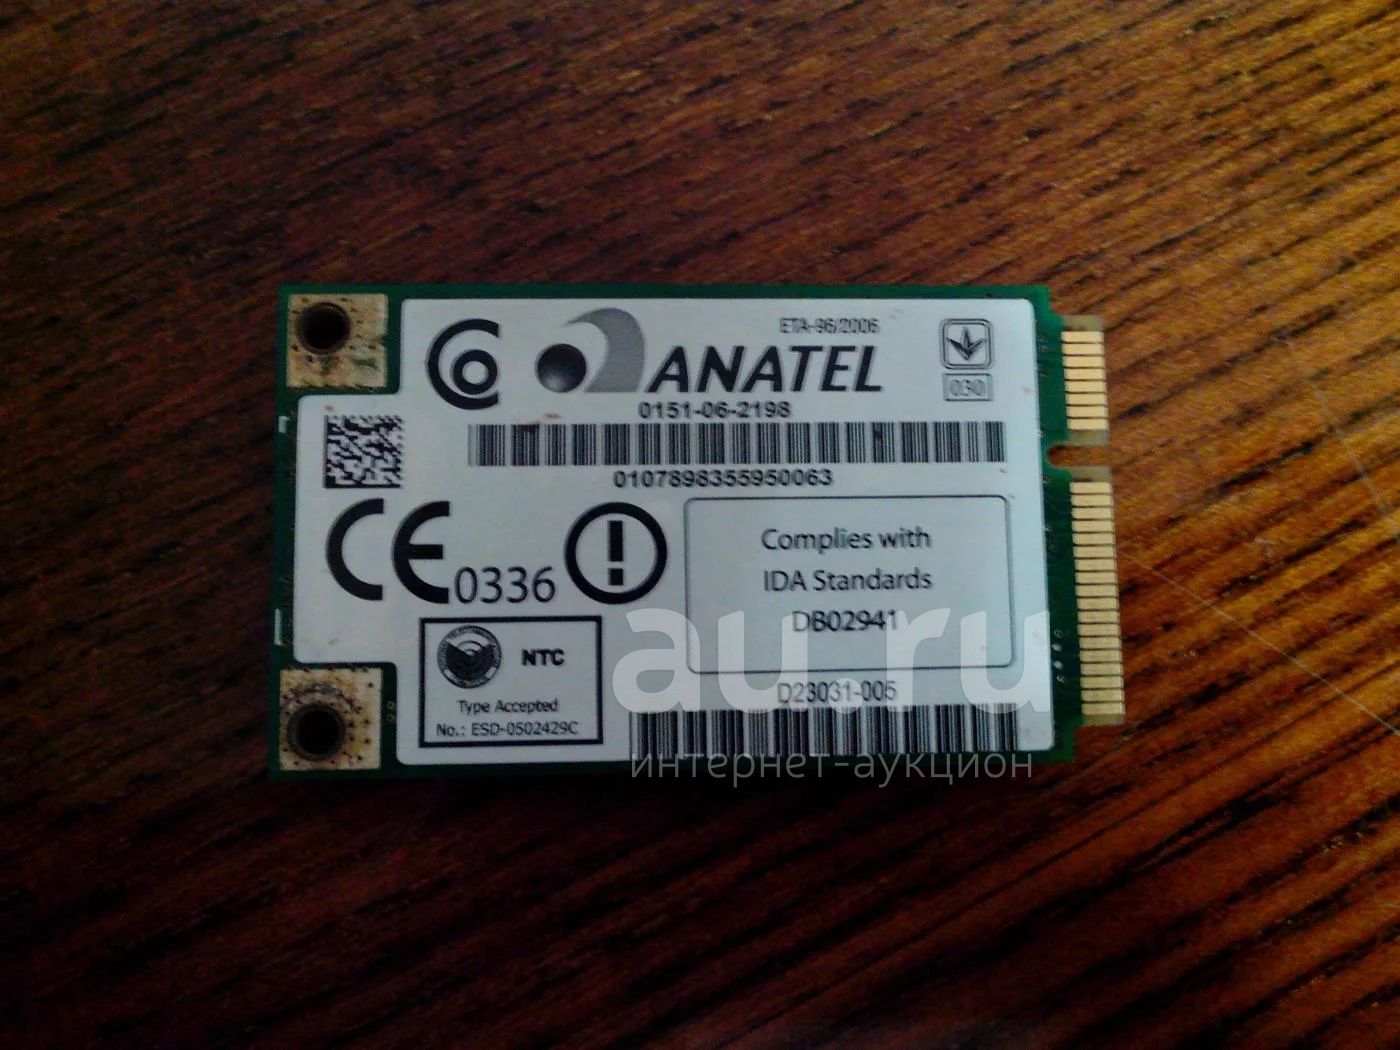 ETA-96/2006
ANATEL
030
0151-06-2198
0107898355950063
CE 0336
Complies with
IDA Standards
DB02941
NTC
Type Accepted
No.: ESD-0502429C
D23031-005
au.ru
интернет-аукцион